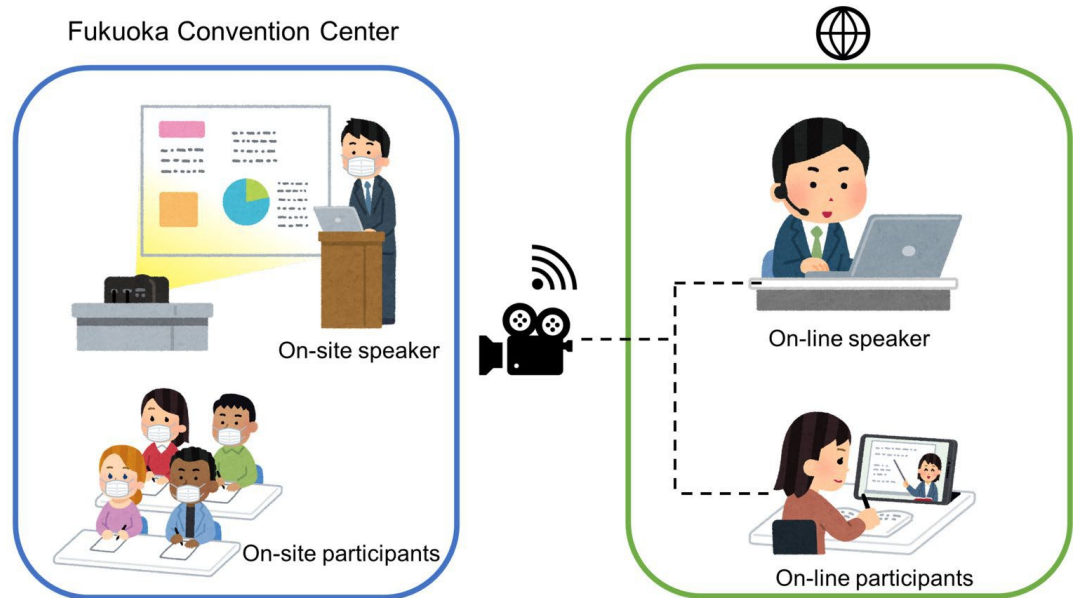 Fukuoka Convention Center
On-site speaker
On-site participants
On-line speaker
On-line participants